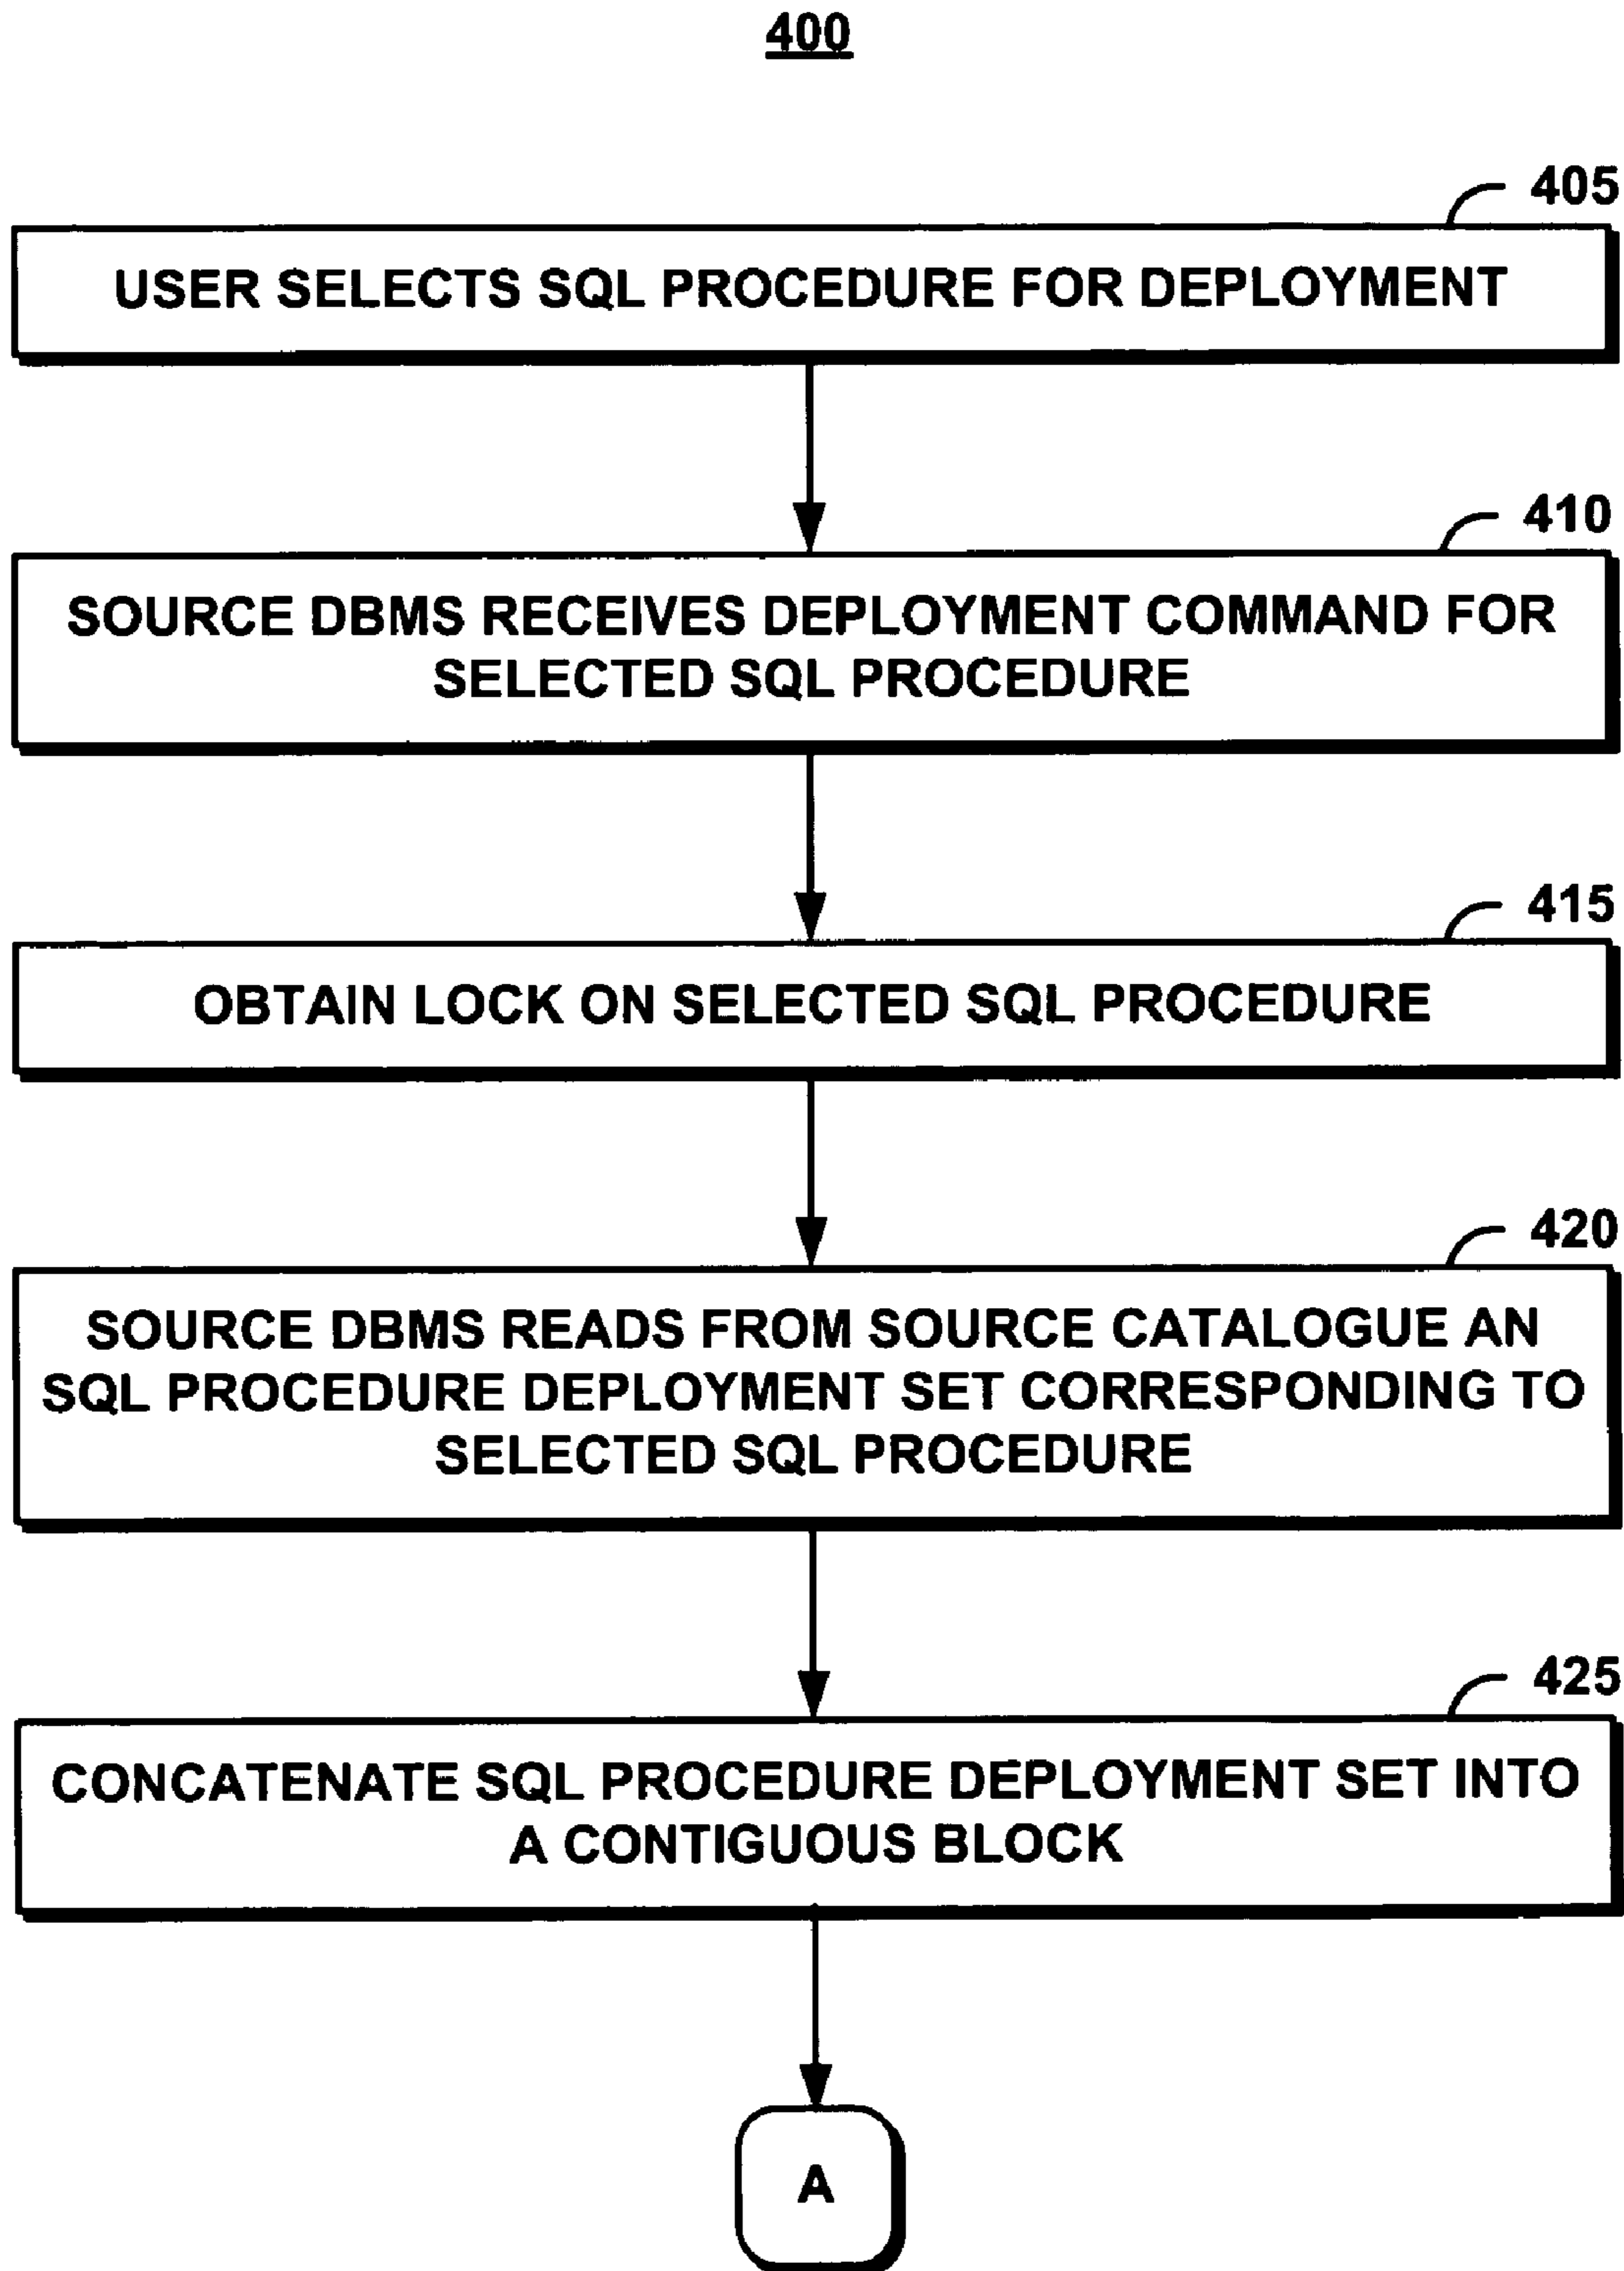 400
405
USER SELECTS SQL PROCEDURE FOR DEPLOYMENT
410
SOURCE DBMS RECEIVES DEPLOYMENT COMMAND FOR
SELECTED SQL PROCEDURE
415
OBTAIN LOCK ON SELECTED SQL PROCEDURE
420
SOURCE DBMS READS FROM SOURCE CATALOGUE AN
SQL PROCEDURE DEPLOYMENT SET CORRESPONDING TO
SELECTED SQL PROCEDURE
425
CONCATENATE SQL PROCEDURE DEPLOYMENT SET INTO
A CONTIGUOUS BLOCK
A